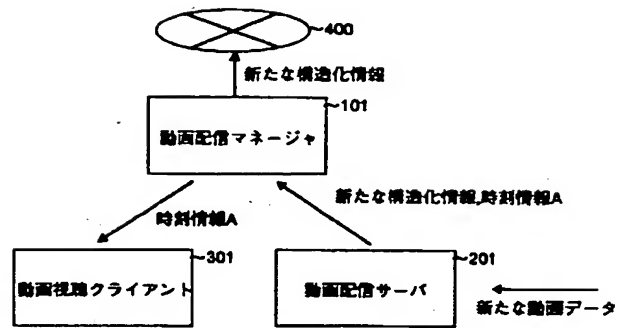 400
新たな構造化情報
101
動画配信マネージャ
新たな構造化情報,時刻情報A
時刻情報A
301
動画視聴クライアント
201
動画配信サーバ
新たな動画データ